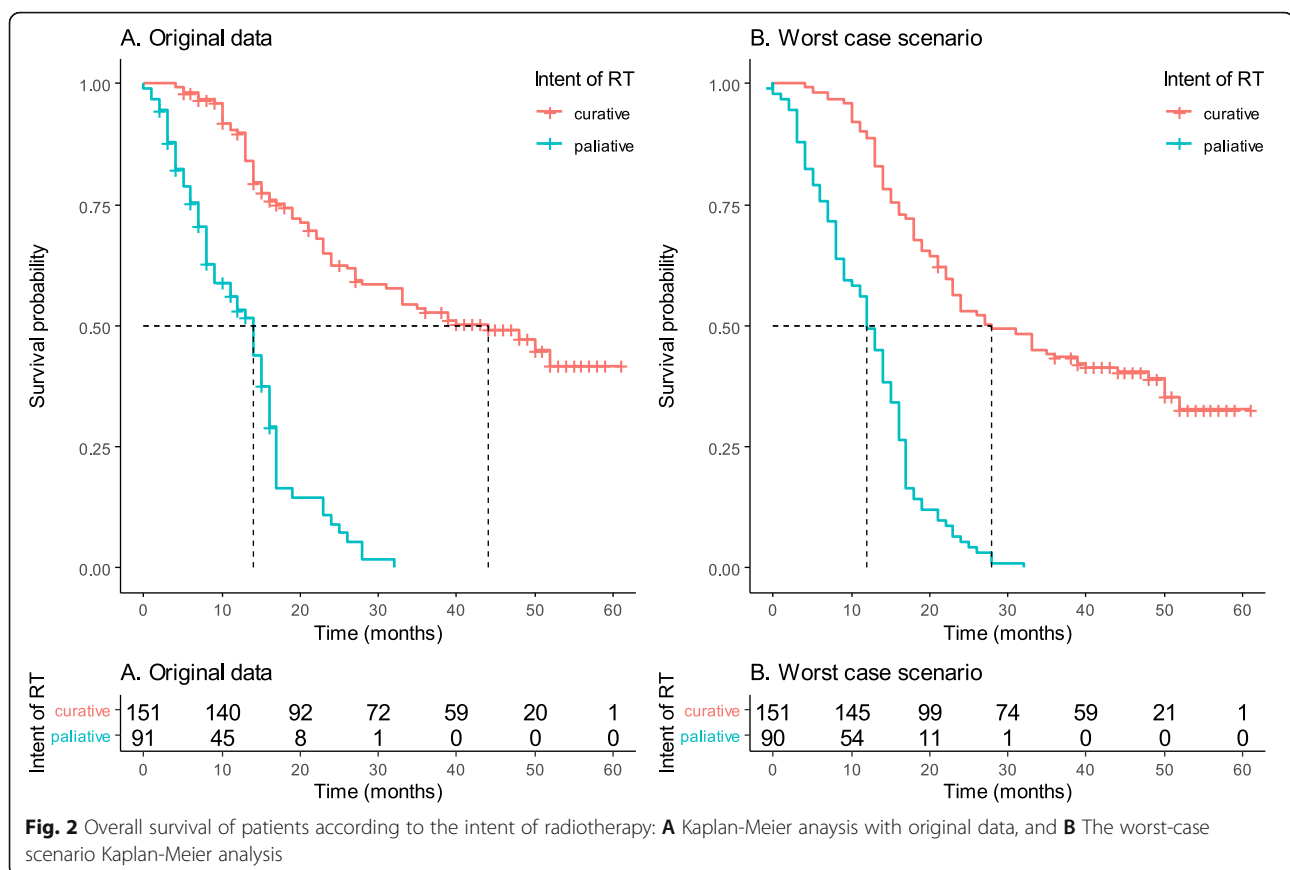 A. Original data
B. Worst case scenario
Survival probability
1.00
0.75
0.50
0.25
0.00
Intent of RT
curative
paliative
0 10 20 30 40 50 60
Time (months)
Survival probability
1.00
0.75
0.50
0.25
0.00
Intent of RT
curative
paliative
0 10 20 30 40 50 60
Time (months)
A. Original data
Intent of RT
curative 151 140 92 72 59 20 1
paliative 91 45 8 1 0 0 0
0 10 20 30 40 50 60
Time (months)
B. Worst case scenario
Intent of RT
curative 151 145 99 74 59 21 1
paliative 90 54 11 1 0 0 0
0 10 20 30 40 50 60
Time (months)
Fig. 2 Overall survival of patients according to the intent of radiotherapy: A Kaplan-Meier anaysis with original data, and B The worst-case
scenario Kaplan-Meier analysis